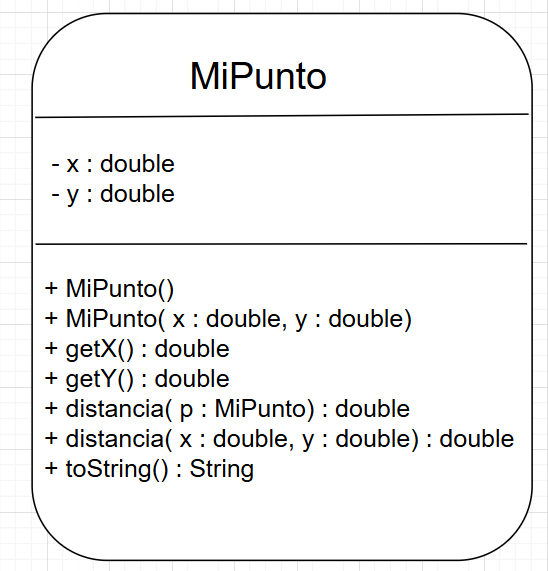 MiPunto
- x : double
- y : double
+ MiPunto()
+ MiPunto( x : double, y : double)
+ getX() : double
+ getY() : double
+ distancia( p : MiPunto) : double
+ distancia( x : double, y : double) : double
+ toString() : String